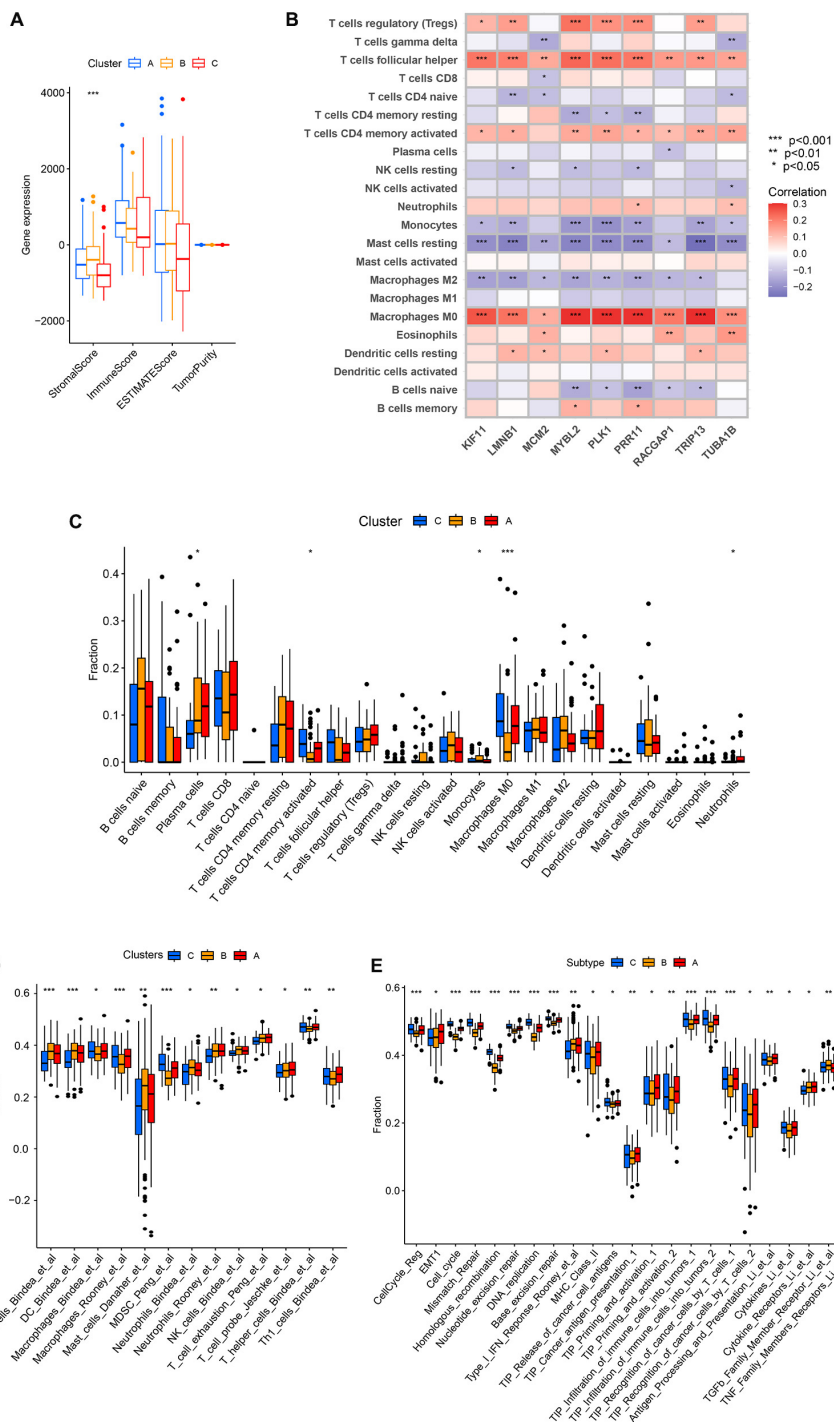 A
Cluster A B C
***
4000
2000
0
−2000
Gene expression
StromalScore
ImmuneScore
ESTIMATEScore
TumorPurity
B
T cells regulatory (Tregs) * ** *** *** *** **
T cells gamma delta ** **
T cells follicular helper *** *** ** *** *** *** ** ** **
T cells CD8 *
T cells CD4 naive ** * *
T cells CD4 memory resting ** * **
T cells CD4 memory activated * * ** ** * * ** **
Plasma cells *
NK cells resting * * *
NK cells activated *
Neutrophils * *
Monocytes * ** *** *** ** ** *
Mast cells resting *** *** ** *** *** *** * *** ***
Mast cells activated
Macrophages M2 ** ** * ** ** ** * *
Macrophages M1
Macrophages M0 *** *** * *** *** *** *** *** ***
Eosinophils * ** **
Dendritic cells resting * * * *
Dendritic cells activated
B cells naive ** * ** * *
B cells memory * *
KIF11
LMNB1
MCM2
MYBL2
PLK1
PRR11
RACGAP1
TRIP13
TUBA1B
*** p<0.001
** p<0.01
* p<0.05
Correlation
0.3
0.2
0.1
0.0
−0.1
−0.2
C
Cluster C B A
* * * *** *
0.4
0.3
0.2
0.1
0.0
Fraction
B cells naive
B cells memory
Plasma cells
T cells CD8
T cells CD4 naive
T cells CD4 memory resting
T cells CD4 memory activated
T cells follicular helper
T cells regulatory (Tregs)
T cells gamma delta
NK cells resting
NK cells activated
Monocytes
Macrophages M0
Macrophages M1
Macrophages M2
Dendritic cells resting
Dendritic cells activated
Mast cells resting
Mast cells activated
Eosinophils
Neutrophils
Clusters C B A
*** *** * *** ** *** * ** * * * ** **
0.6
0.4
0.2
0.0
−0.2
DC_Bindea_et_al
Macrophages_Bindea_et_al
Macrophages_Rooney_et_al
Mast_cells_Danaher_et_al
MDSC_Peng_et_al
Neutrophils_Bindea_et_al
Neutrophils_Rooney_et_al
NK_cells_Bindea_et_al
T_cell_exhaustion_Peng_et_al
T_cell_probe_Jeschke_et_al
T_helper_cells_Bindea_et_al
Th1_cells_Bindea_et_al
E
Subtype C B A
*** * *** *** *** *** *** *** ** * * ** * ** *** *** *** * ** * * **
0.6
0.4
0.2
0.0
Fraction
CellCycle_Reg
EMT1
Cell_cycle
Mismatch_Repair
Homologous_recombination
Nucleotide_excision_repair
DNA_replication
Base_excision_repair
Type_I_IFN_Reponse_Rooney_et_al
MHC_Class_II
TIP_Release_of_cancer_cell_antigens
TIP_Cancer_antigen_presentation_1
TIP_Priming_and_activation_1
TIP_Priming_and_activation_2
TIP_Infiltration_of_immune_cells_into_tumors_1
TIP_Infiltration_of_immune_cells_into_tumors_2
TIP_Recognition_of_cancer_cells_by_T_cells_1
TIP_Recognition_of_cancer_cells_by_T_cells_2
Antigen_Processing_and_Presentation_Li_et_al
Cytokines_Li_et_al
Cytokine_Receptors_Li_et_al
TGFb_Family_Member_Receptor_Li_et_al